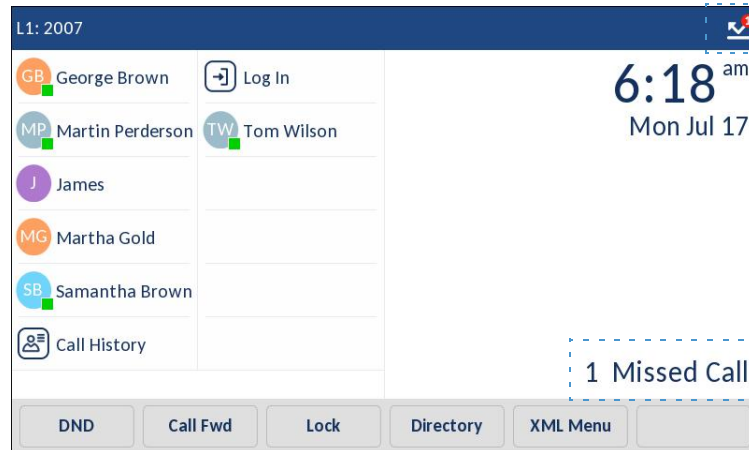 L1: 2007
1
GB George Brown
Log In
MP Martin Perderson
TW Tom Wilson
J James
MG Martha Gold
SB Samantha Brown
Call History
6:18 am
Mon Jul 17
1 Missed Call
DND Call Fwd Lock Directory XML Menu